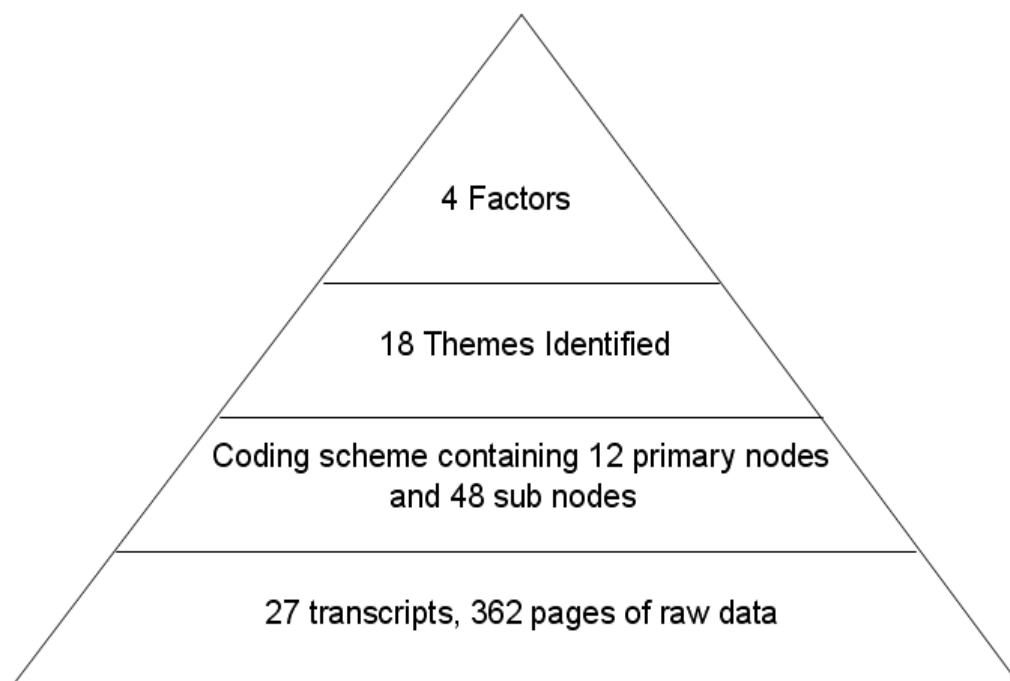 4 Factors
18 Themes Identified
Coding scheme containing 12 primary nodes
and 48 sub nodes
27 transcripts, 362 pages of raw data